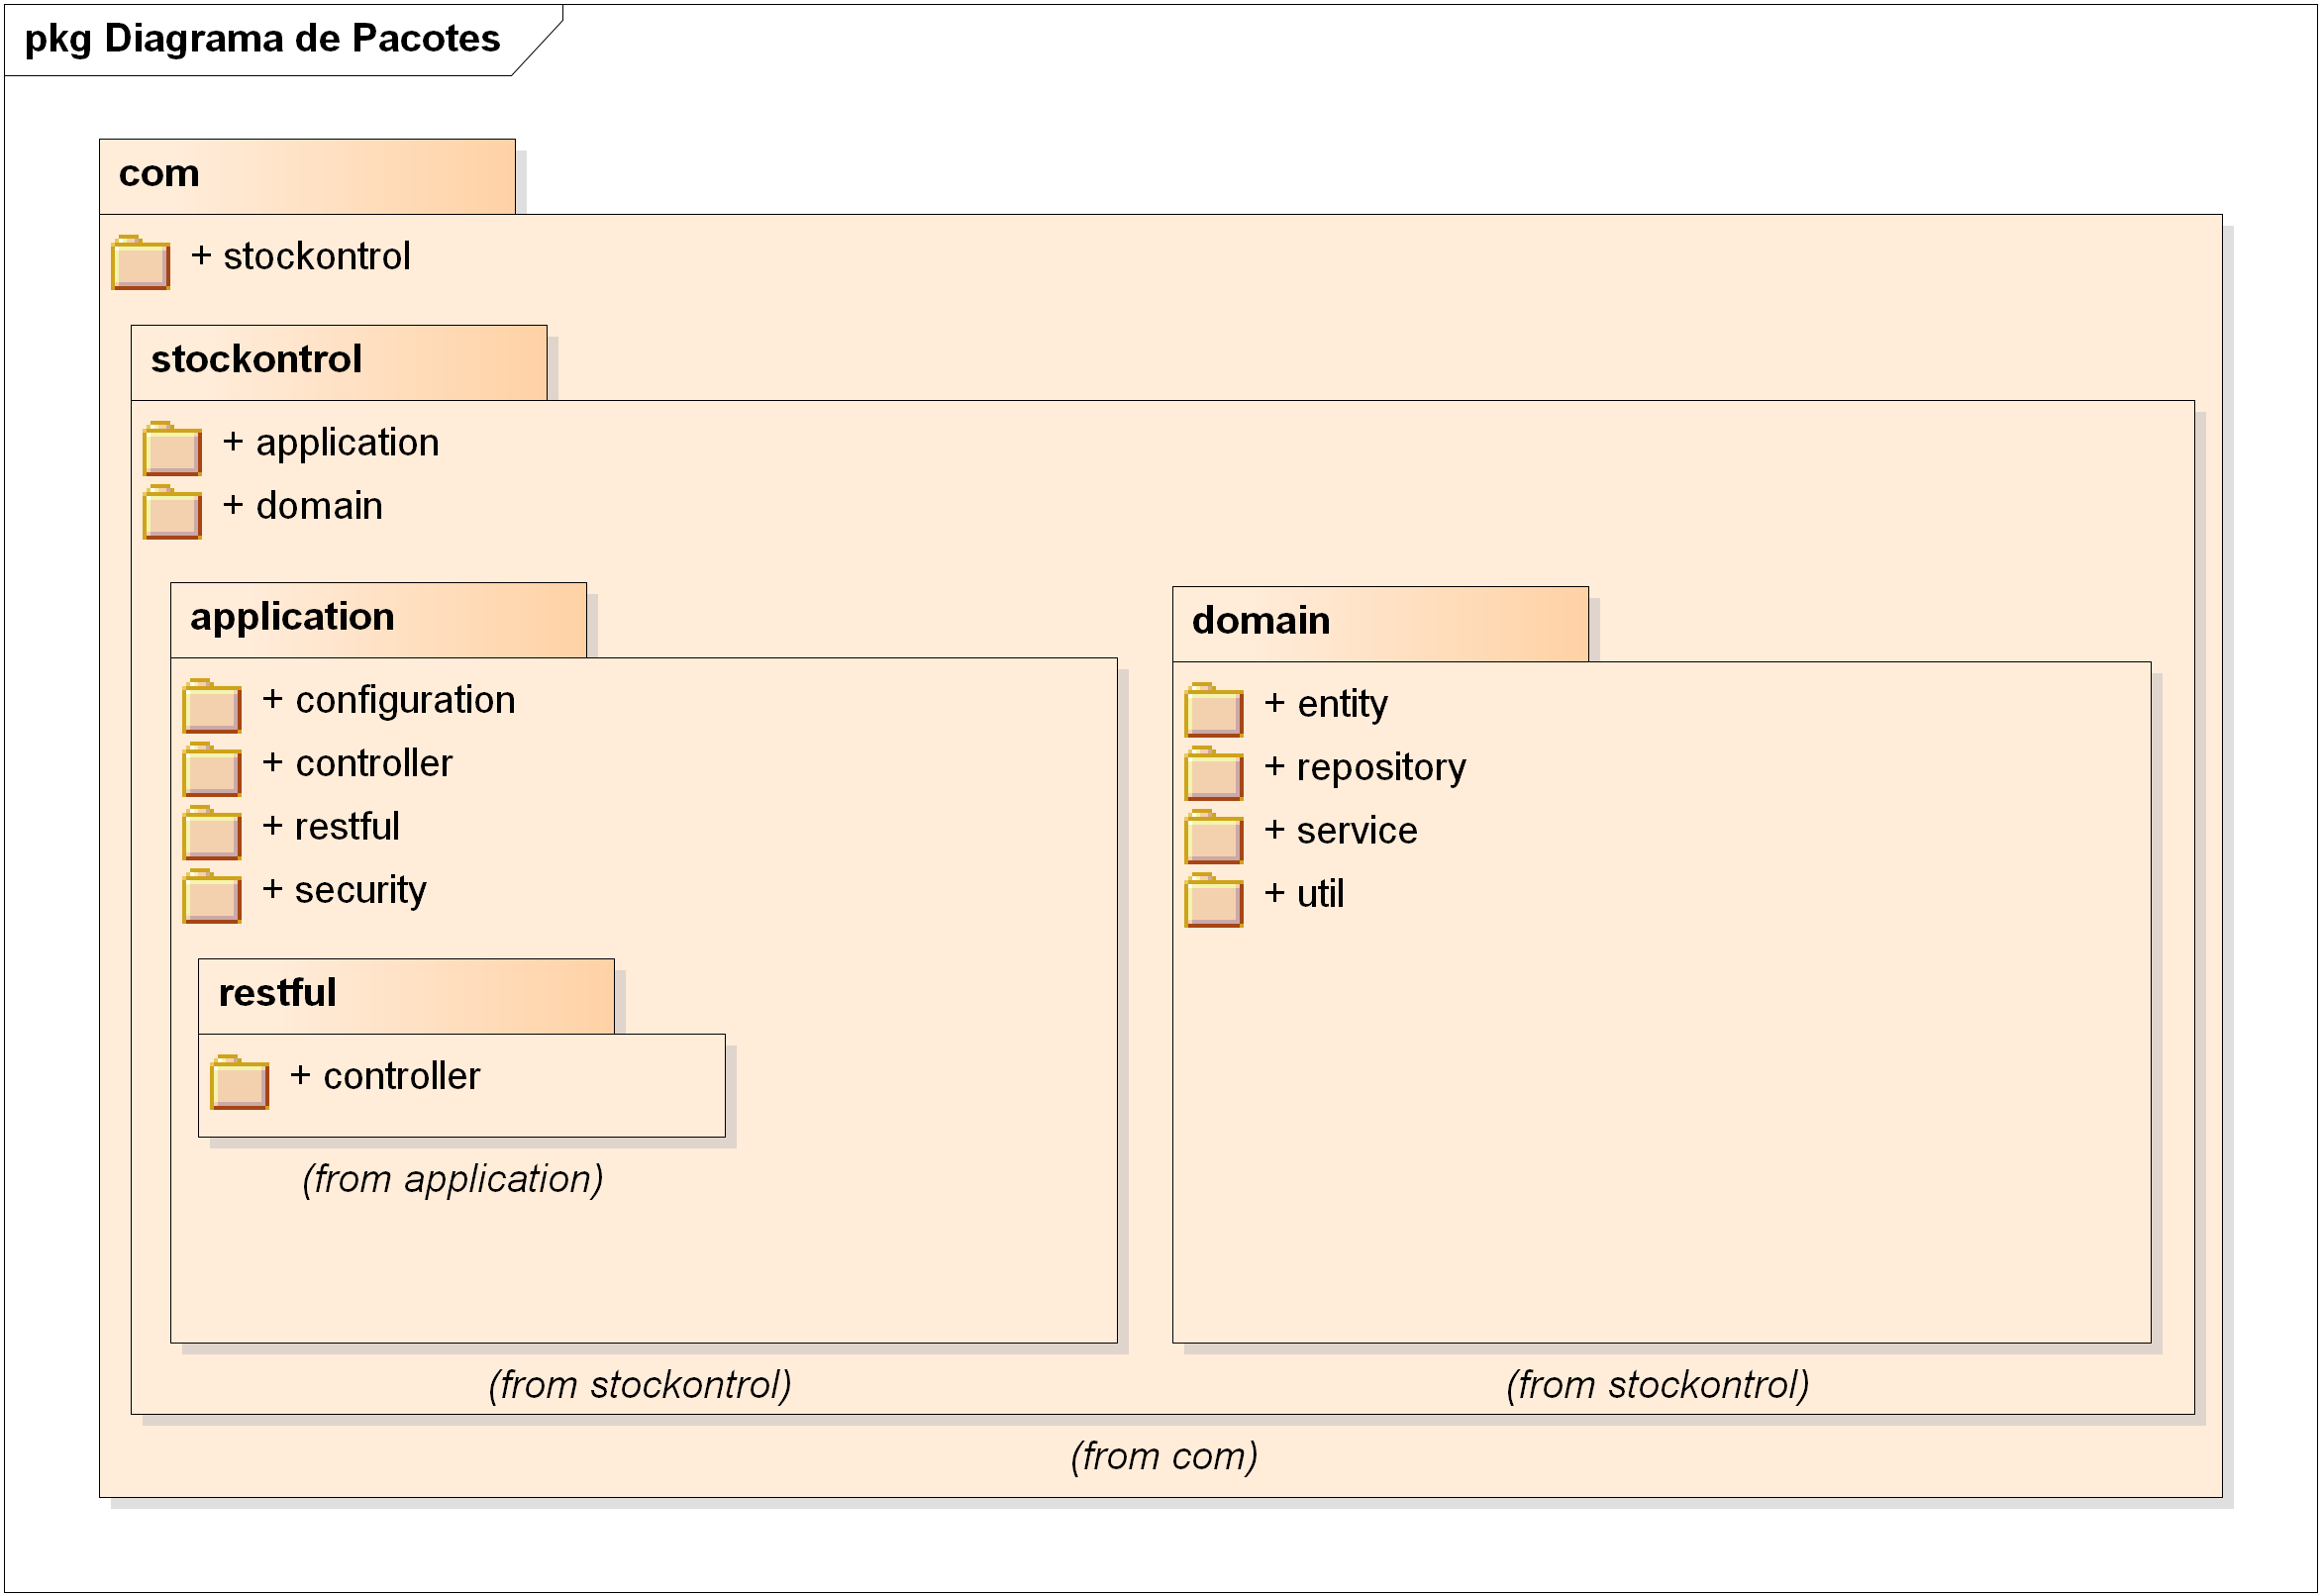 pkg Diagrama de Pacotes
com
+ stockontrol
stockontrol
+ application
+ domain
application
+ configuration
+ controller
+ restful
+ security
restful
+ controller
(from application)
(from stockontrol)
domain
+ entity
+ repository
+ service
+ util
(from stockontrol)
(from com)